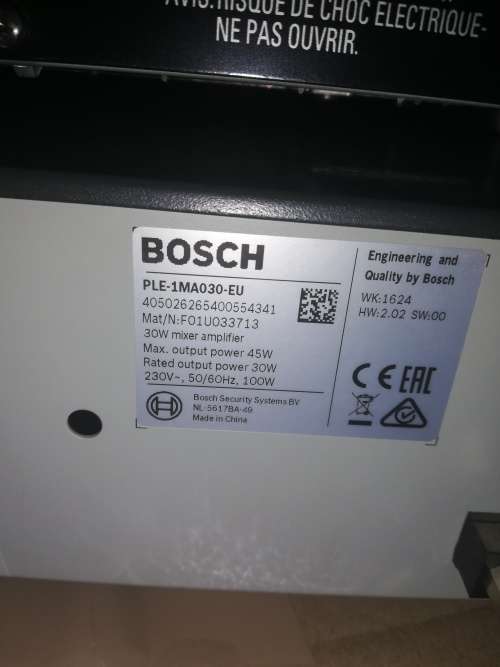 AVIS: RISQUE DE CHOC ELECTRIQUE-
NE PAS OUVRIR.
BOSCH
PLE-1MA030-EU
405026265400554341
Mat/N:F01U033713
30W mixer amplifier
Max. output power 45W
Rated output power 30W
230V~, 50/60Hz, 100W
Bosch Security Systems BV
NL-5617BA-49
Made in China
Engineering and
Quality by Bosch
WK:1624
HW:2.02 SW:00
CE EAC